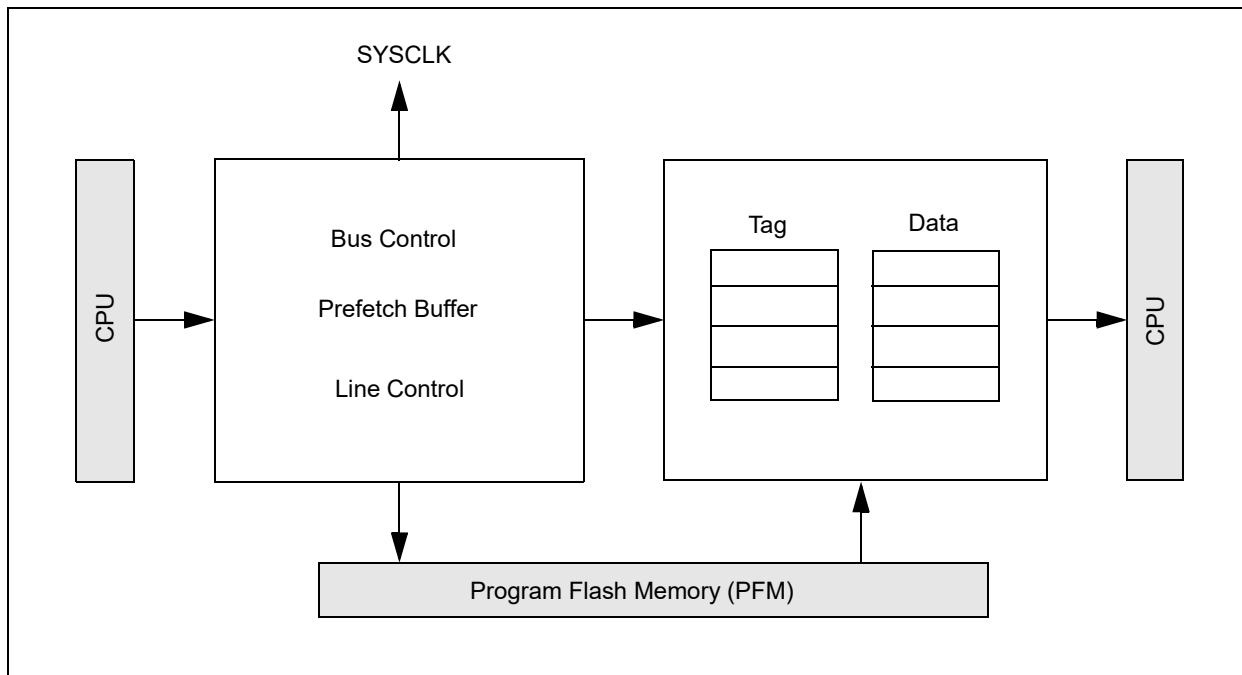 SYSCLK
CPU
Bus Control
Prefetch Buffer
Line Control
Tag
Data
CPU
Program Flash Memory (PFM)